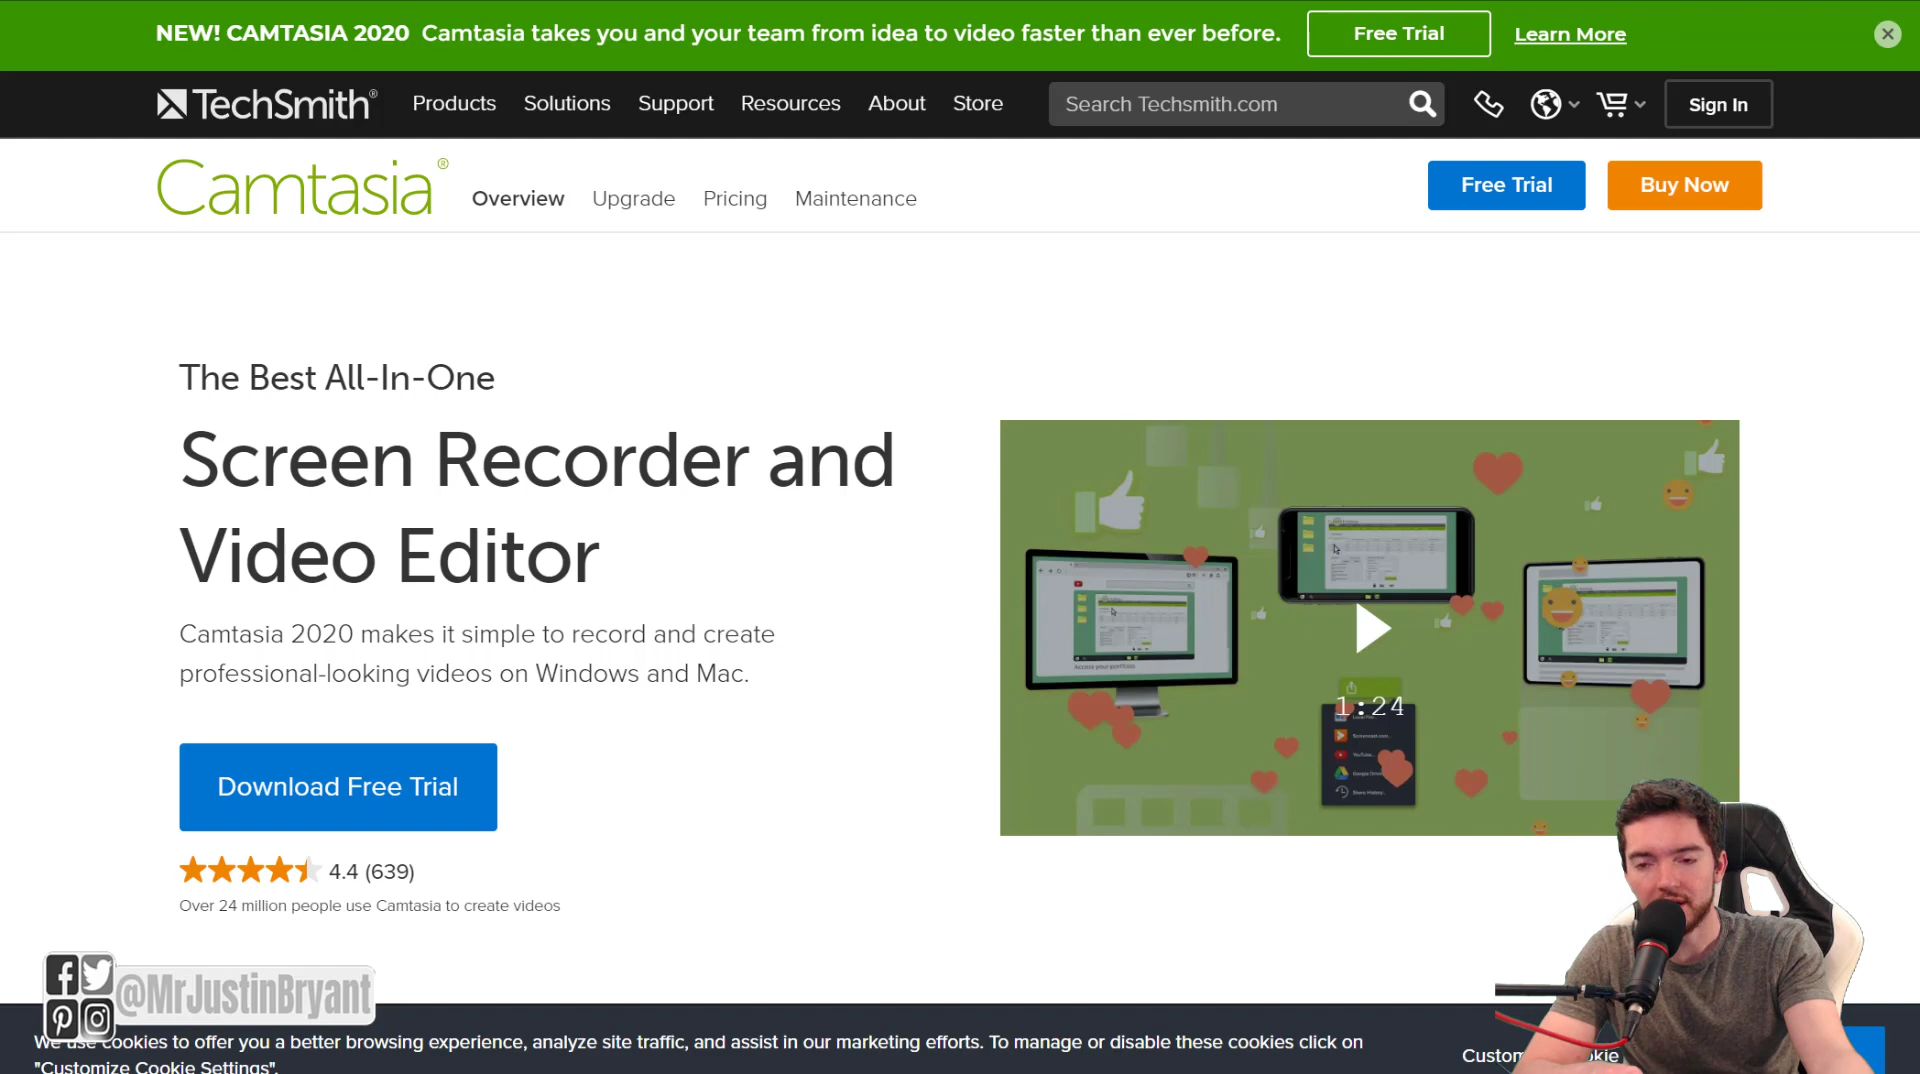 NEW! CAMTASIA 2020 Camtasia takes you and your team from idea to video faster than ever before. Free Trial Learn More
TechSmith® Products Solutions Support Resources About Store Search Techsmith.com Sign In
Camtasia® Overview Upgrade Pricing Maintenance Free Trial Buy Now
The Best All-In-One
Screen Recorder and
Video Editor
Camtasia 2020 makes it simple to record and create
professional-looking videos on Windows and Mac.
1:24
Download Free Trial
4.4 (639)
Over 24 million people use Camtasia to create videos
@MrJustinBryant
We use cookies to offer you a better browsing experience, analyze site traffic, and assist in our marketing efforts. To manage or disable these cookies click on
"Customize Cookie Settings".